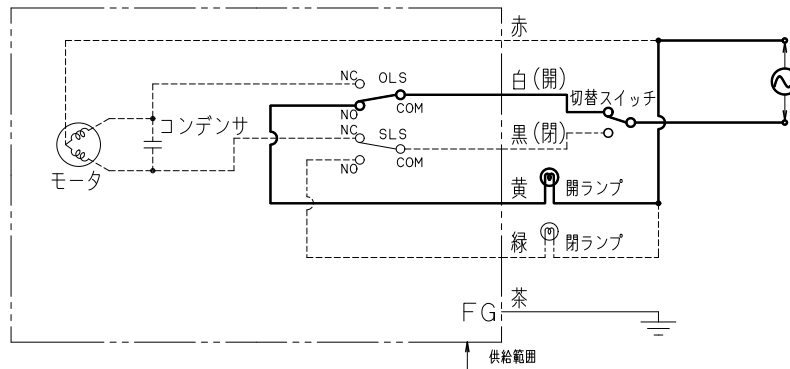 赤
NC
OLS
白(開)
COM
切替スイッチ
NO
コンデンサ
NC
SLS
黒(閉)
COM
NO
モータ
黄
開ランプ
緑
閉ランプ
茶
FG
供給範囲